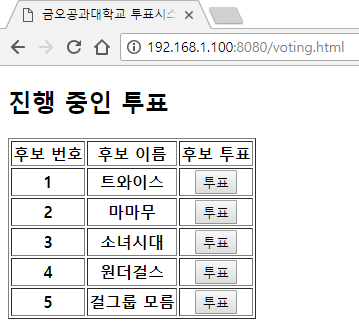 금오공과대학교 투표시스
192.168.1.100:8080/voting.html
진행 중인 투표
후보 번호 후보 이름 후보 투표
1 트와이스 투표
2 마마무 투표
3 소녀시대 투표
4 원더걸스 투표
5 걸그룹 모름 투표